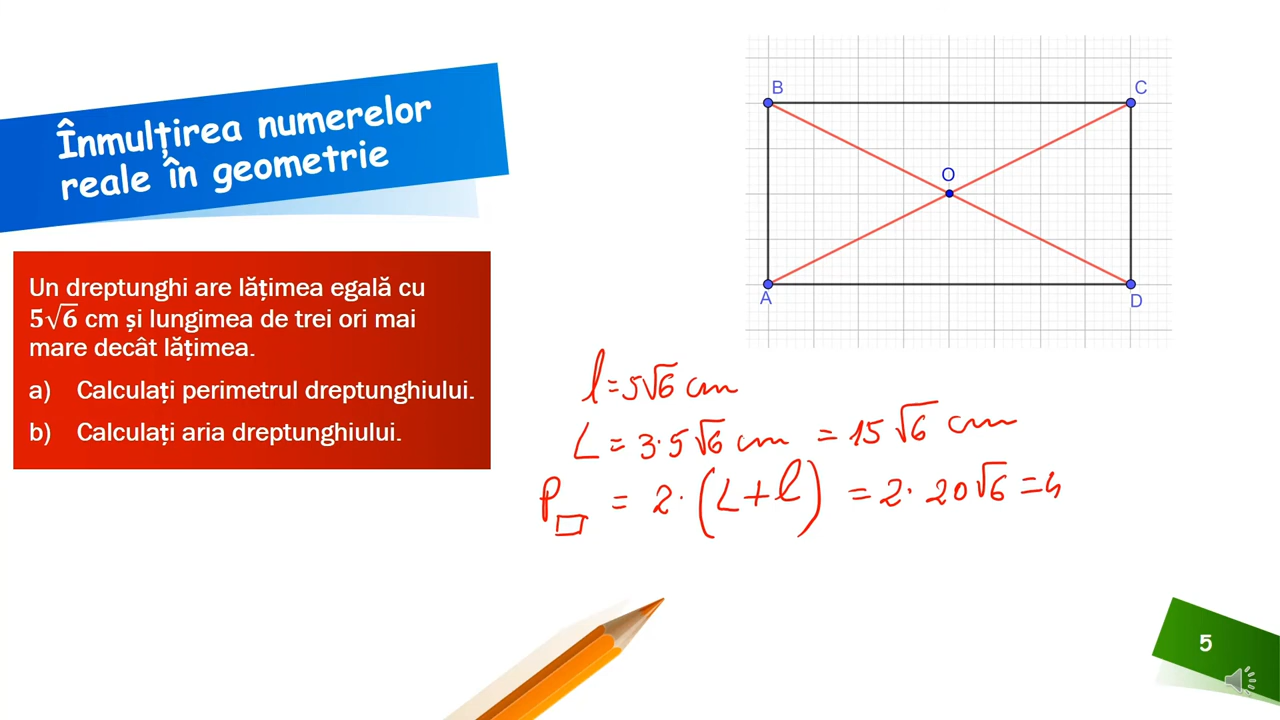 Înmulțirea numerelor
reale în geometrie
Un dreptunghi are lățimea egală cu
5√6 cm și lungimea de trei ori mai
mare decât lățimea.
a) Calculați perimetrul dreptunghiului.
b) Calculați aria dreptunghiului.
B
C
O
A
D
l = 5√6 cm
L = 3·5√6 cm = 15√6 cm
P▭ = 2·(L+l) = 2·20√6 = 4
5